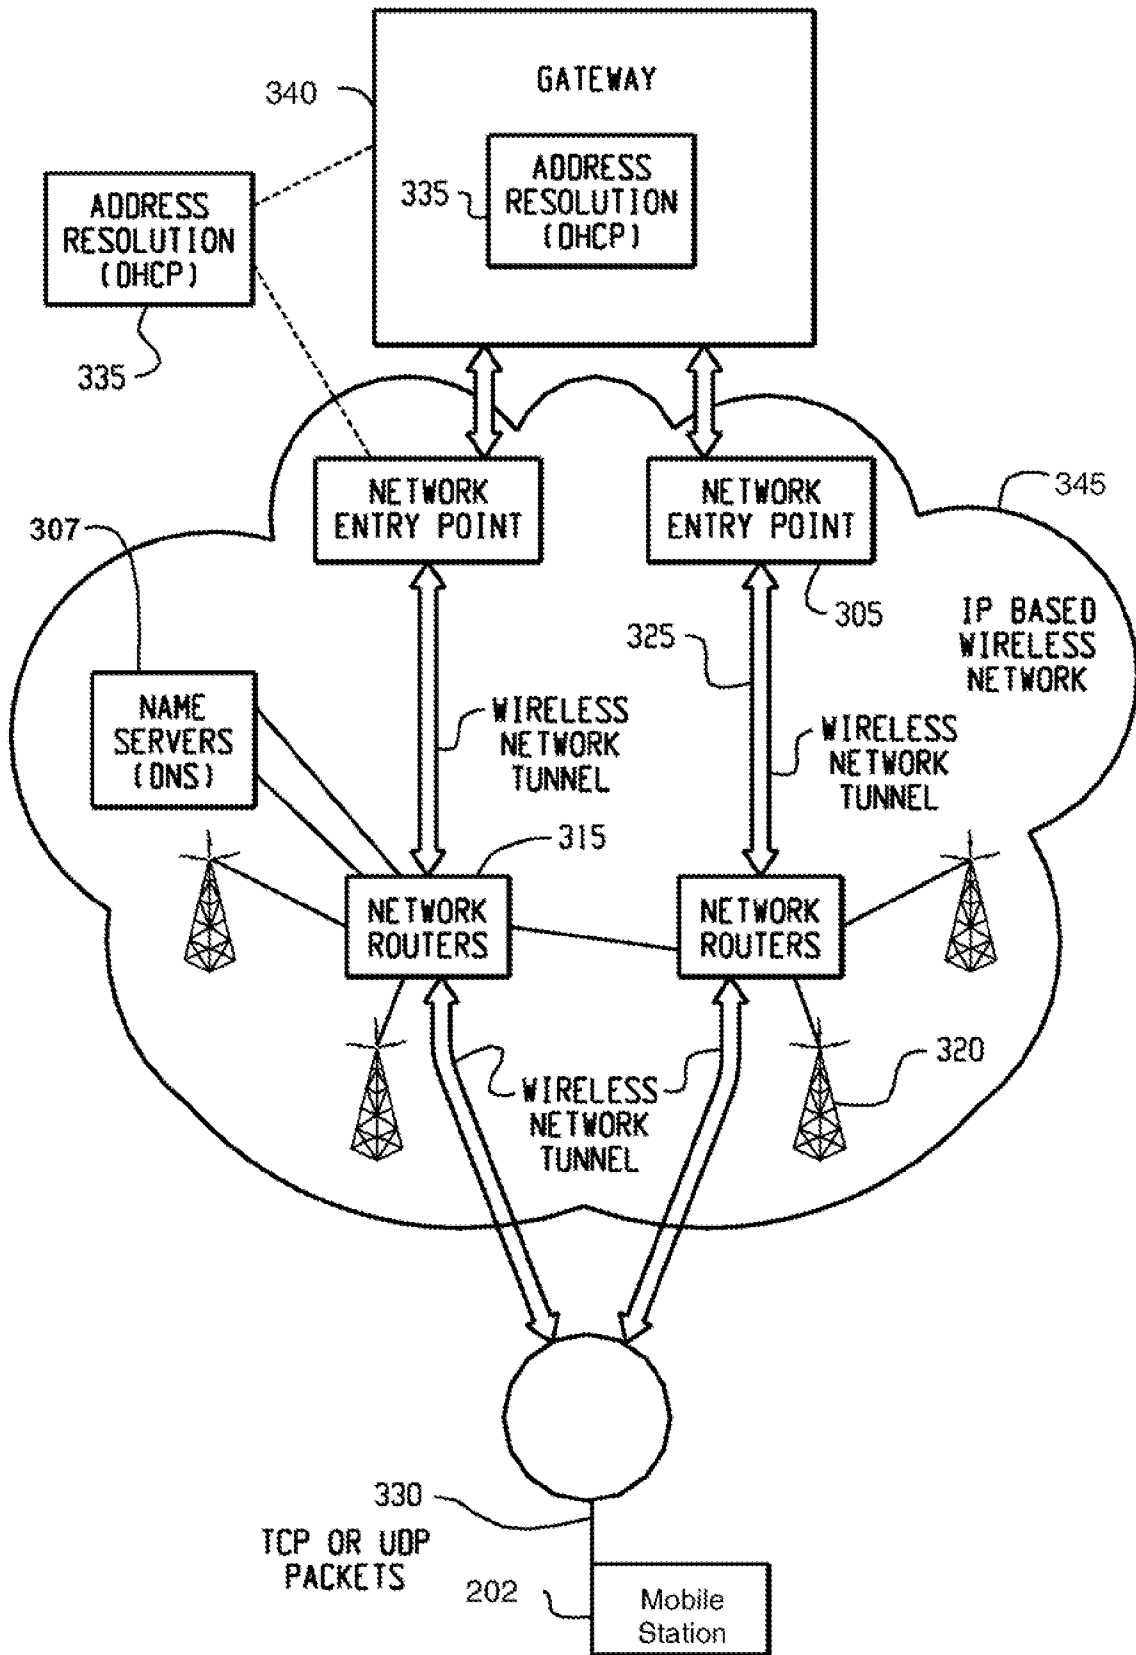 GATEWAY
340
ADDRESS
RESOLUTION
(DHCP)
335
ADDRESS
RESOLUTION
(DHCP)
335
NETWORK
ENTRY POINT
NETWORK
ENTRY POINT
345
307
305
325
IP BASED
WIRELESS
NETWORK
NAME
SERVERS
(DNS)
WIRELESS
NETWORK
TUNNEL
WIRELESS
NETWORK
TUNNEL
315
NETWORK
ROUTERS
NETWORK
ROUTERS
320
WIRELESS
NETWORK
TUNNEL
330
TCP OR UDP
PACKETS
202
Mobile
Station